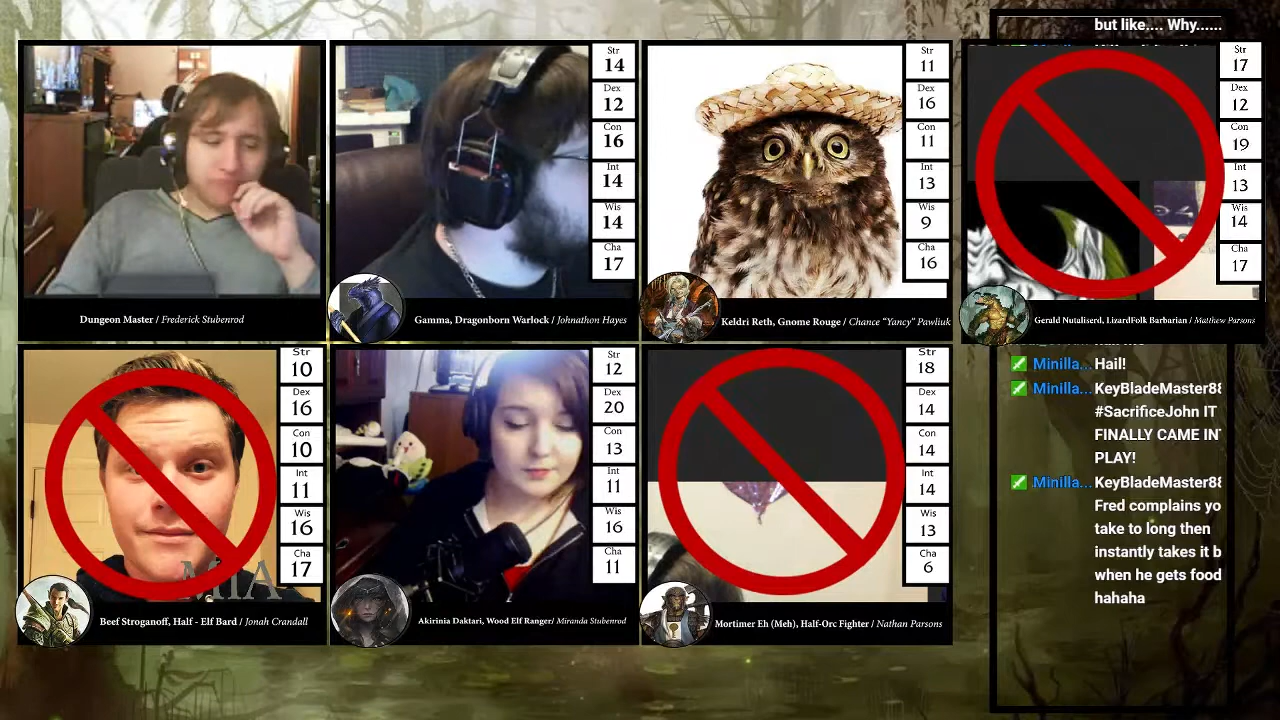 but like.... Why......
Str
14
Dex
12
Con
16
Int
14
Wis
14
Cha
17
Str
11
Dex
16
Con
11
Int
13
Wis
9
Cha
16
Str
17
Dex
12
Con
19
Int
13
Wis
14
Cha
17
Dungeon Master / Frederick Stubenrod
Gamma, Dragonborn Warlock / Johnathon Hayes
Keldri Reth, Gnome Rouge / Chance “Yancy” Pawliuk
Gerald Nutaliserd, LizardFolk Barbarian / Matthew Parsons
Str
10
Dex
16
Con
10
Int
11
Wis
16
Cha
17
MIA
Str
12
Dex
20
Con
13
Int
11
Wis
16
Cha
11
Str
18
Dex
14
Con
14
Int
14
Wis
13
Cha
6
Beef Stroganoff, Half - Elf Bard / Jonah Crandall
Akirinia Daktari, Wood Elf Ranger/ Miranda Stubenrod
Mortimer Eh (Meh), Half-Orc Fighter / Nathan Parsons
Minilla... Hail!
Minilla... KeyBladeMaster88
#SacrificeJohn IT
FINALLY CAME INT
PLAY!
Minilla... KeyBladeMaster88
Fred complains yo
take to long then
instantly takes it b
when he gets food
hahaha